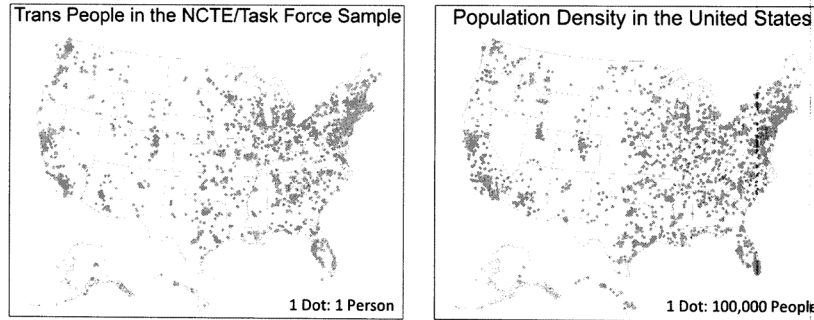 Trans People in the NCTE/Task Force Sample
1 Dot: 1 Person
Population Density in the United States
1 Dot: 100,000 People